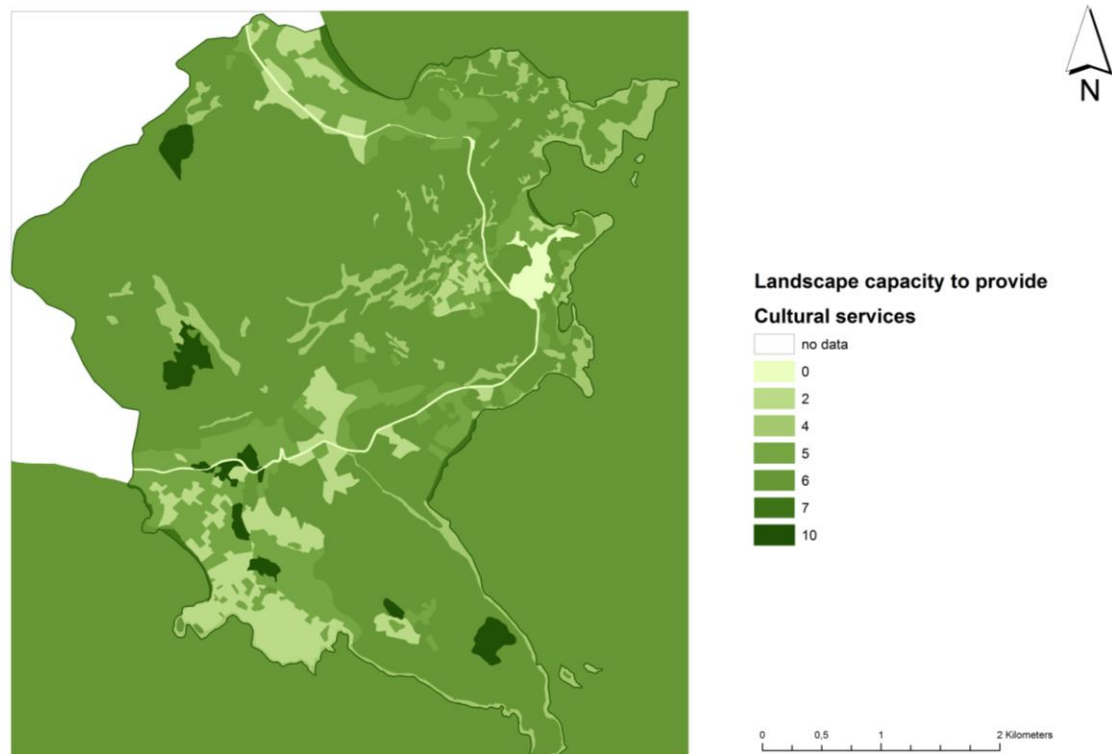 N
Landscape capacity to provide
Cultural services
no data
0
2
4
5
6
7
10
0 0,5 1 2 Kilometers